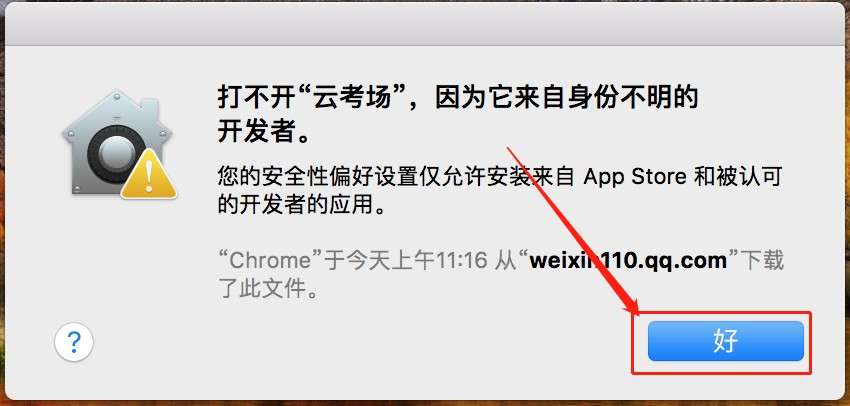 打不开“云考场”，因为它来自身份不明的
开发者。
您的安全性偏好设置仅允许安装来自 App Store 和被认可
的开发者的应用。
“Chrome”于今天上午11:16 从“weixin110.qq.com”下载
了此文件。
?
好